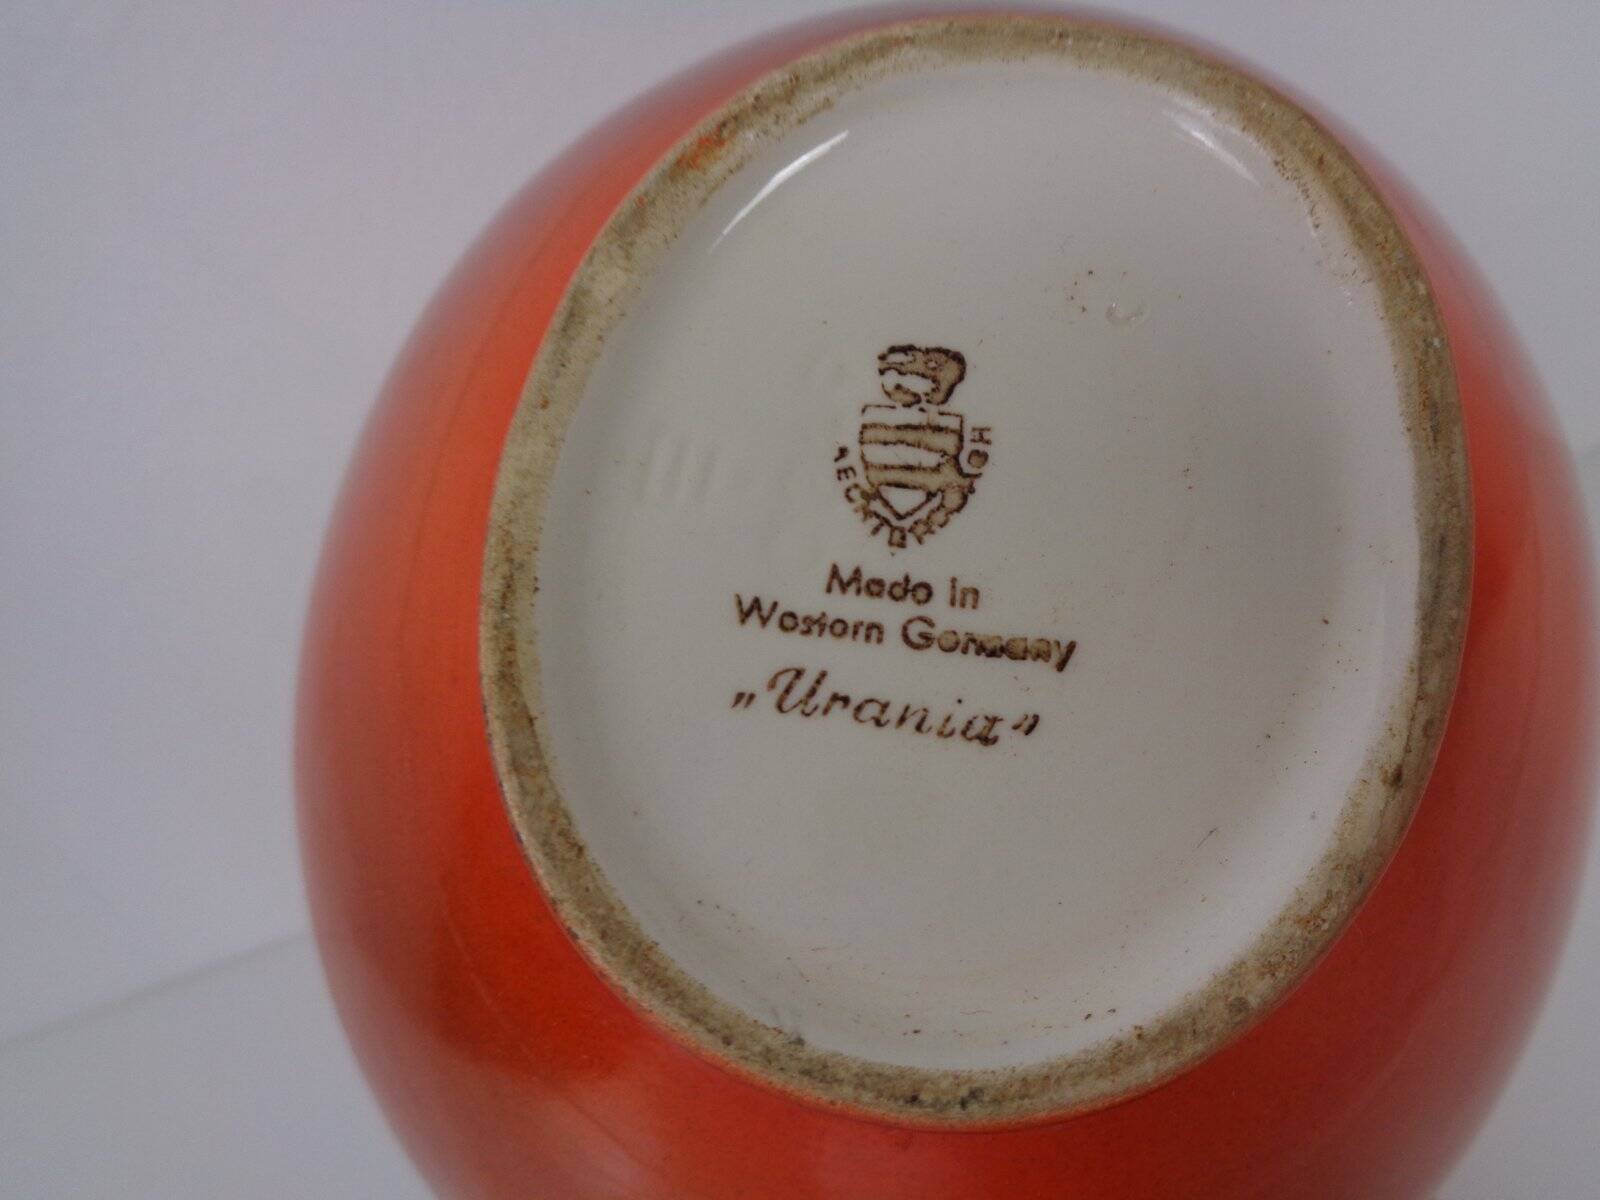 Made in
Western Germany
„Urania"